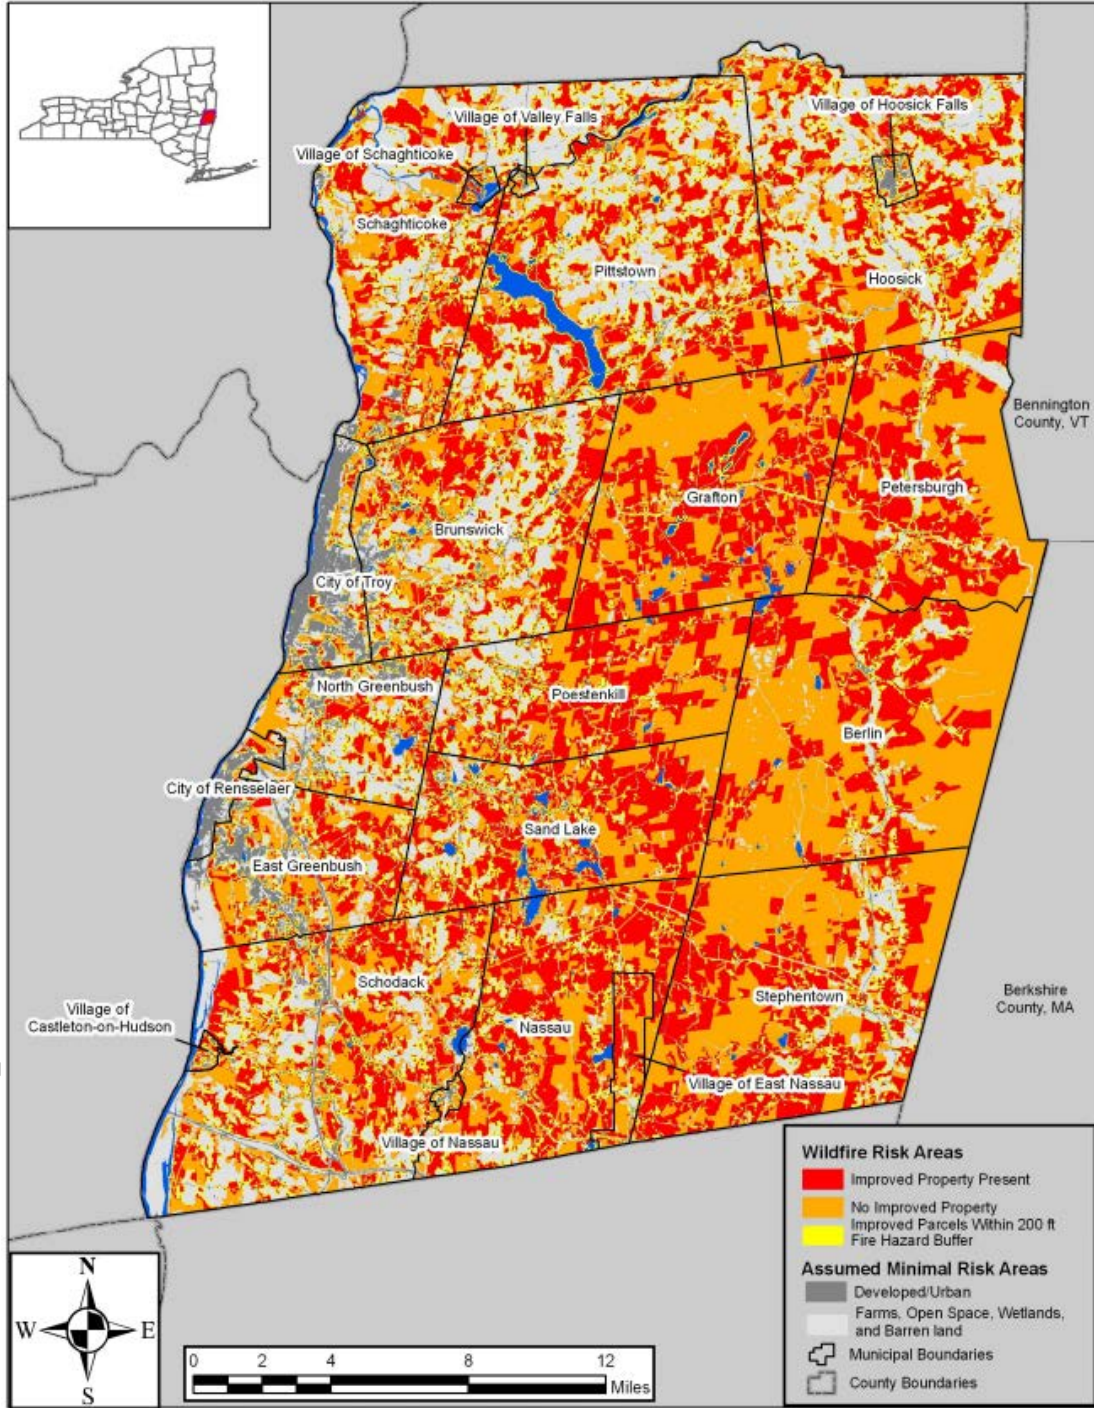 Village of Hoosick Falls
Village of Valley Falls
Village of Schaghticoke
Schaghticoke
Pittstown
Hoosick
Bennington
County, VT
Grafton
Petersburgh
Brunswick
City of Troy
North Greenbush
Poestenkill
Berlin
City of Rensselaer
Sand Lake
East Greenbush
Schodack
Stephentown
Berkshire
County, MA
Village of
Castleton-on-Hudson
Nassau
Village of East Nassau
Village of Nassau
Wildfire Risk Areas
Improved Property Present
No Improved Property
Improved Parcels Within 200 ft
Fire Hazard Buffer
Assumed Minimal Risk Areas
Developed/Urban
Farms, Open Space, Wetlands,
and Barren land
Municipal Boundaries
County Boundaries
N
W E
S
0 2 4 8 12
Miles